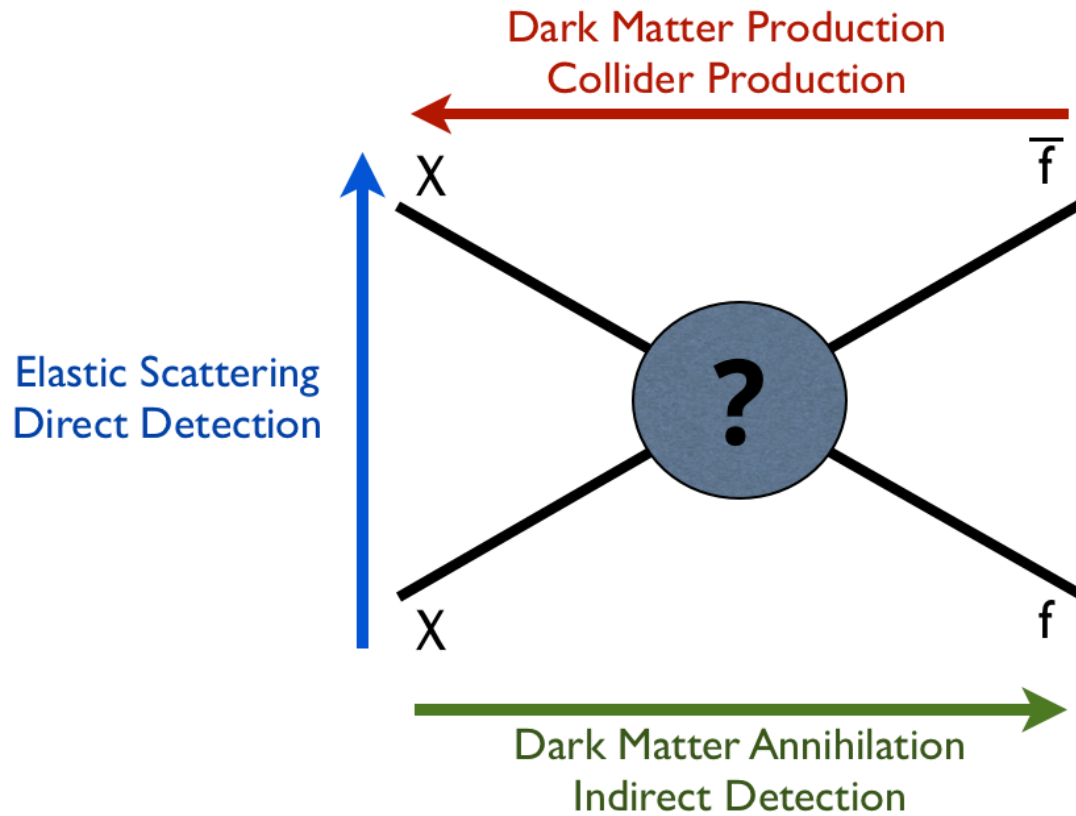 Dark Matter Production
Collider Production
X
f̅
Elastic Scattering
Direct Detection
?
X
f
Dark Matter Annihilation
Indirect Detection